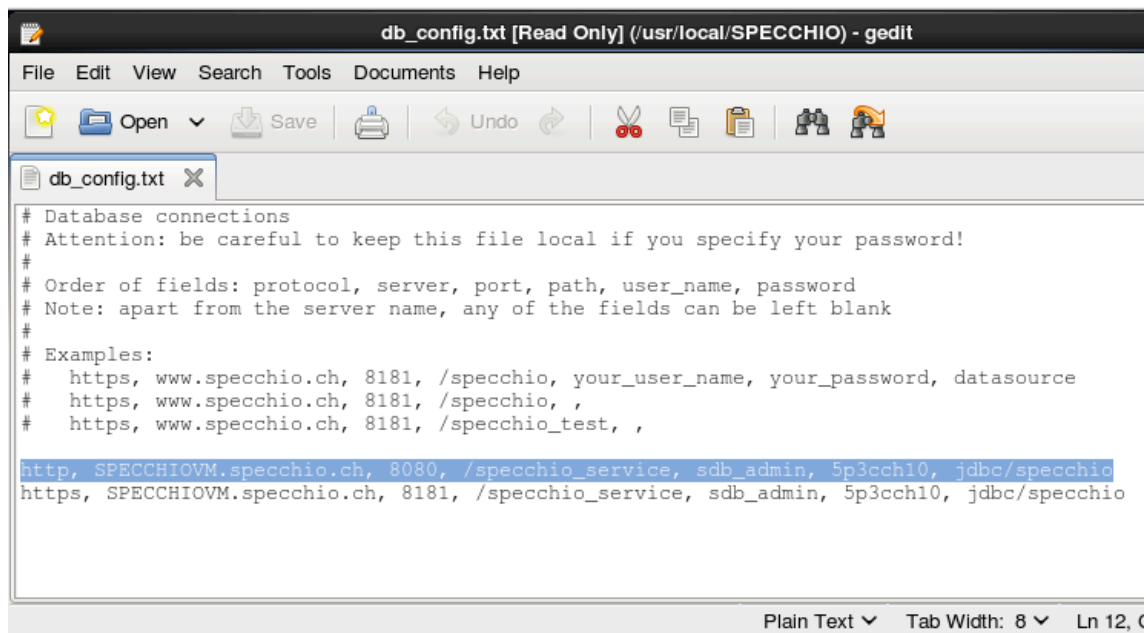 db_config.txt [Read Only] (/usr/local/SPECCHIO) - gedit
File Edit View Search Tools Documents Help
Open Save Undo
db_config.txt
# Database connections
# Attention: be careful to keep this file local if you specify your password!
#
# Order of fields: protocol, server, port, path, user_name, password
# Note: apart from the server name, any of the fields can be left blank
#
# Examples:
#   https, www.specchio.ch, 8181, /specchio, your_user_name, your_password, datasource
#   https, www.specchio.ch, 8181, /specchio, ,
#   https, www.specchio.ch, 8181, /specchio_test, ,
http, SPECCHIOVM.specchio.ch, 8080, /specchio_service, sdb_admin, 5p3cch10, jdbc/specchio
https, SPECCHIOVM.specchio.ch, 8181, /specchio_service, sdb_admin, 5p3cch10, jdbc/specchio
Plain Text Tab Width: 8 Ln 12,